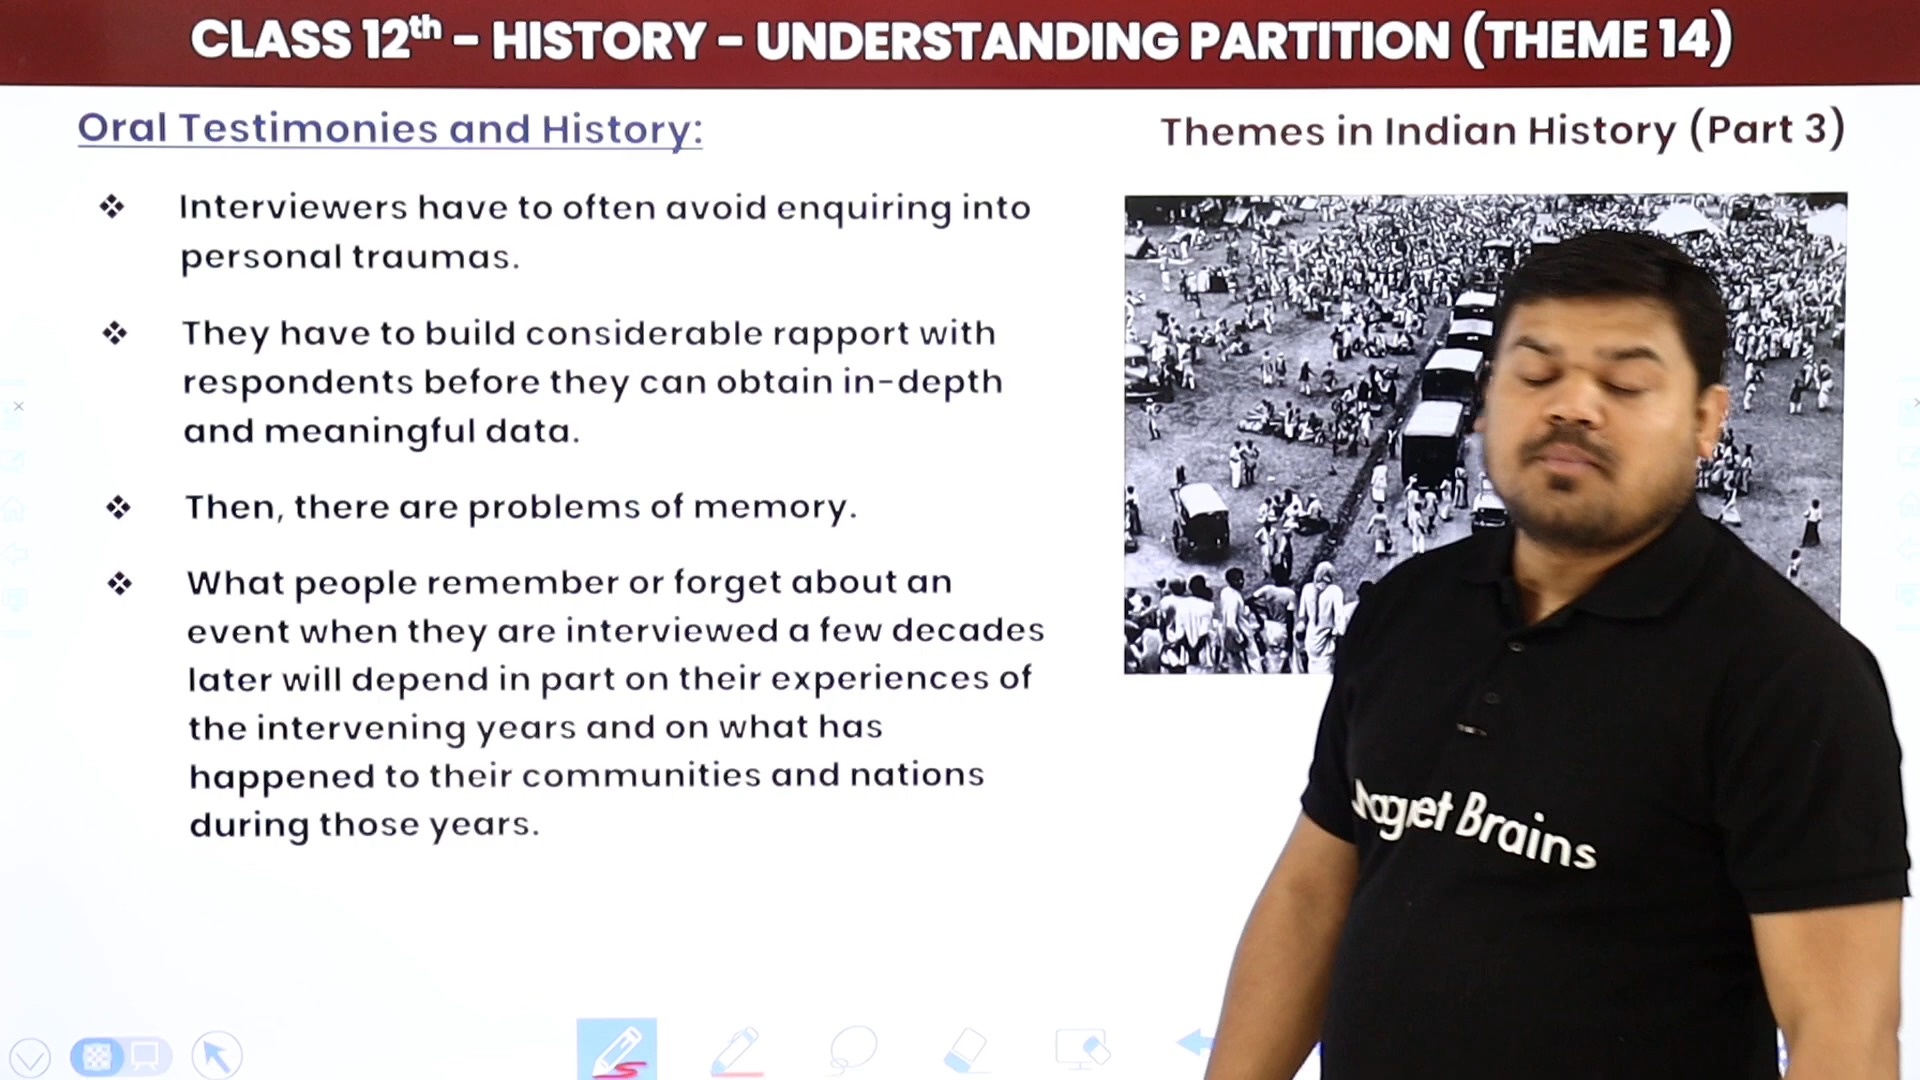 CLASS 12th - HISTORY - UNDERSTANDING PARTITION (THEME 14)
Oral Testimonies and History:
Themes in Indian History (Part 3)
Interviewers have to often avoid enquiring into
personal traumas.
They have to build considerable rapport with
respondents before they can obtain in-depth
and meaningful data.
Then, there are problems of memory.
What people remember or forget about an
event when they are interviewed a few decades
later will depend in part on their experiences of
the intervening years and on what has
happened to their communities and nations
during those years.
Brains